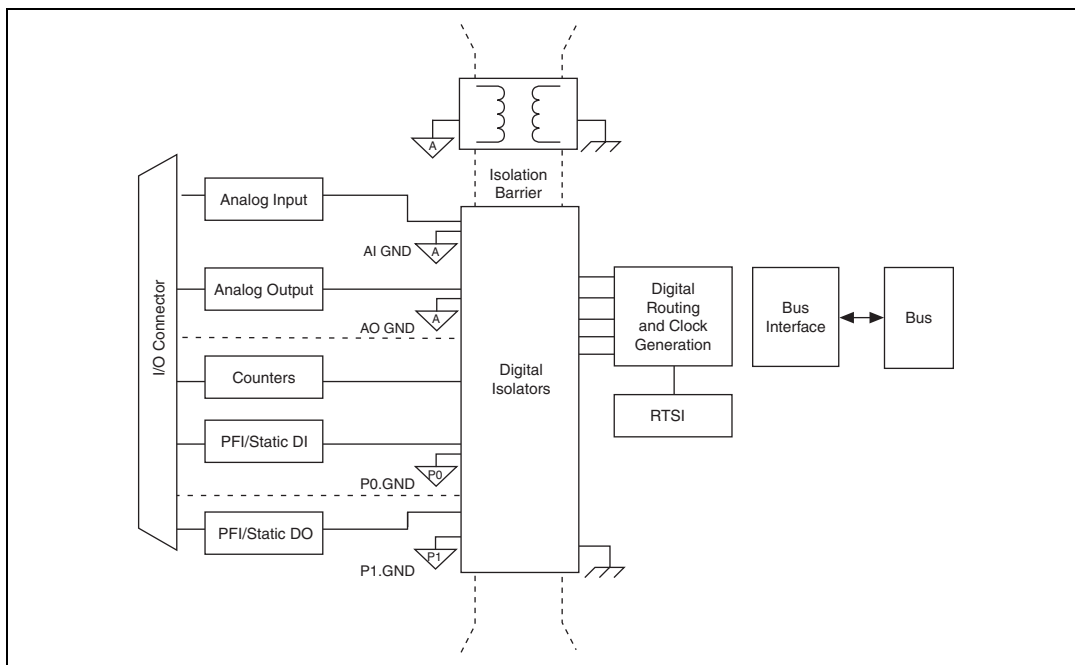 A
Isolation
Barrier
I/O Connector
Analog Input
AI GND
A
Analog Output
AO GND
A
Counters
PFI/Static DI
P0.GND
P0
PFI/Static DO
P1.GND
P1
Digital
Isolators
Digital
Routing
and Clock
Generation
RTSI
Bus
Interface
Bus